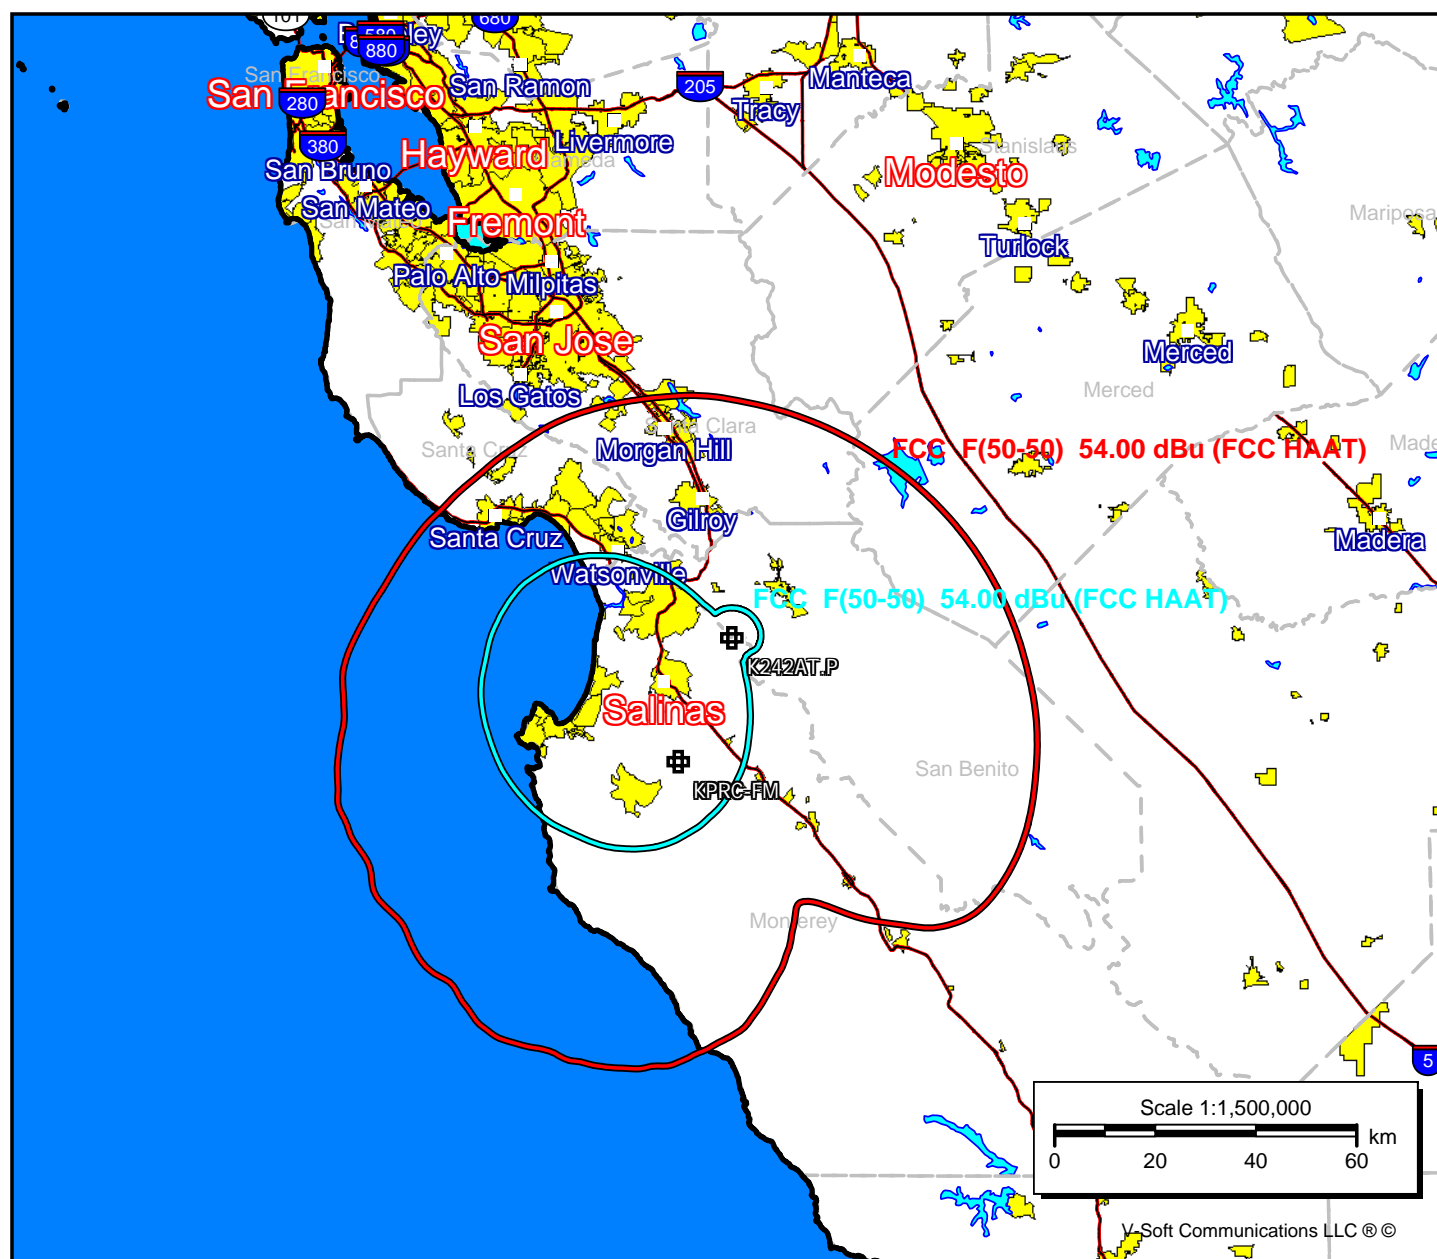 101
680
580
880
San Francisco
San Francisco
280
380
San Ramon
205
Manteca
Tracy
Livermore
Hayward
San Bruno
Stanislaus
Modesto
San Mateo
Fremont
Mariposa
Turlock
Palo Alto
Milpitas
San Jose
Merced
Merced
Los Gatos
Santa Clara
Santa Cruz
Morgan Hill
FCC F(50-50) 54.00 dBu (FCC HAAT)
Made
Gilroy
Santa Cruz
Madera
Watsonville
FCC F(50-50) 54.00 dBu (FCC HAAT)
K242AT.P
Salinas
San Benito
KPRC-FM
Monterey
5
Scale 1:1,500,000
km
0 20 40 60
V-Soft Communications LLC ® ©